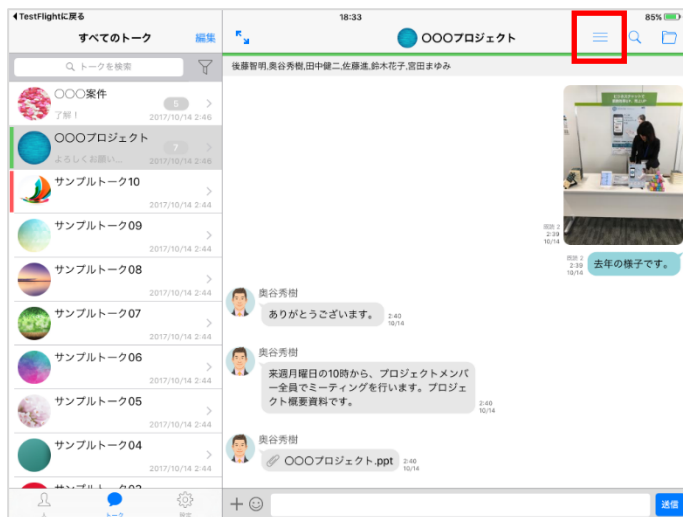 TestFlightに戻る
18:33
85%
すべてのトーク
編集
〇〇〇プロジェクト
トークを検索
後藤智明,奥谷秀樹,田中健二,佐藤進,鈴木花子,宮田まゆみ
〇〇〇案件
5
了解！
2017/10/14 2:46
〇〇〇プロジェクト
7
よろしくお願い...
2017/10/14 2:46
サンプルトーク10
2017/10/14 2:44
サンプルトーク09
2017/10/14 2:44
サンプルトーク08
2017/10/14 2:44
サンプルトーク07
2017/10/14 2:44
サンプルトーク06
2017/10/14 2:44
サンプルトーク05
2017/10/14 2:44
サンプルトーク04
2017/10/14 2:44
人
トーク
設定
既読 2
2:39
10/14
既読 2
2:39
10/14
去年の様子です。
奥谷秀樹
ありがとうございます。
2:40
10/14
奥谷秀樹
来週月曜日の10時から、プロジェクトメンバ
ー全員でミーティングを行います。プロジェ
クト概要資料です。
2:40
10/14
奥谷秀樹
〇〇〇プロジェクト.ppt
2:40
10/14
送信